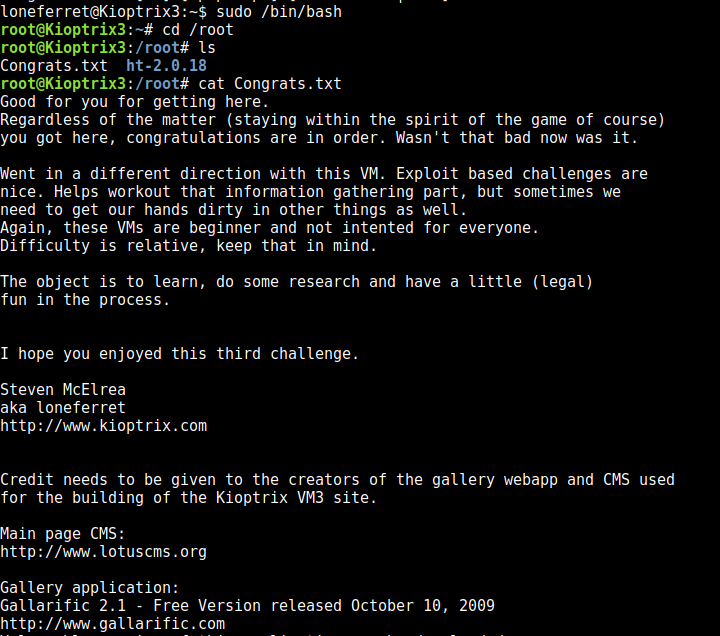 loneferret@Kioptrix3:~$ sudo /bin/bash
root@Kioptrix3:~# cd /root
root@Kioptrix3:/root# ls
Congrats.txt  ht-2.0.18
root@Kioptrix3:/root# cat Congrats.txt
Good for you for getting here.
Regardless of the matter (staying within the spirit of the game of course)
you got here, congratulations are in order. Wasn't that bad now was it.

Went in a different direction with this VM. Exploit based challenges are
nice. Helps workout that information gathering part, but sometimes we
need to get our hands dirty in other things as well.
Again, these VMs are beginner and not intented for everyone.
Difficulty is relative, keep that in mind.

The object is to learn, do some research and have a little (legal)
fun in the process.

I hope you enjoyed this third challenge.

Steven McElrea
aka loneferret
http://www.kioptrix.com

Credit needs to be given to the creators of the gallery webapp and CMS used
for the building of the Kioptrix VM3 site.

Main page CMS:
http://www.lotuscms.org

Gallery application:
Gallarific 2.1 - Free Version released October 10, 2009
http://www.gallarific.com